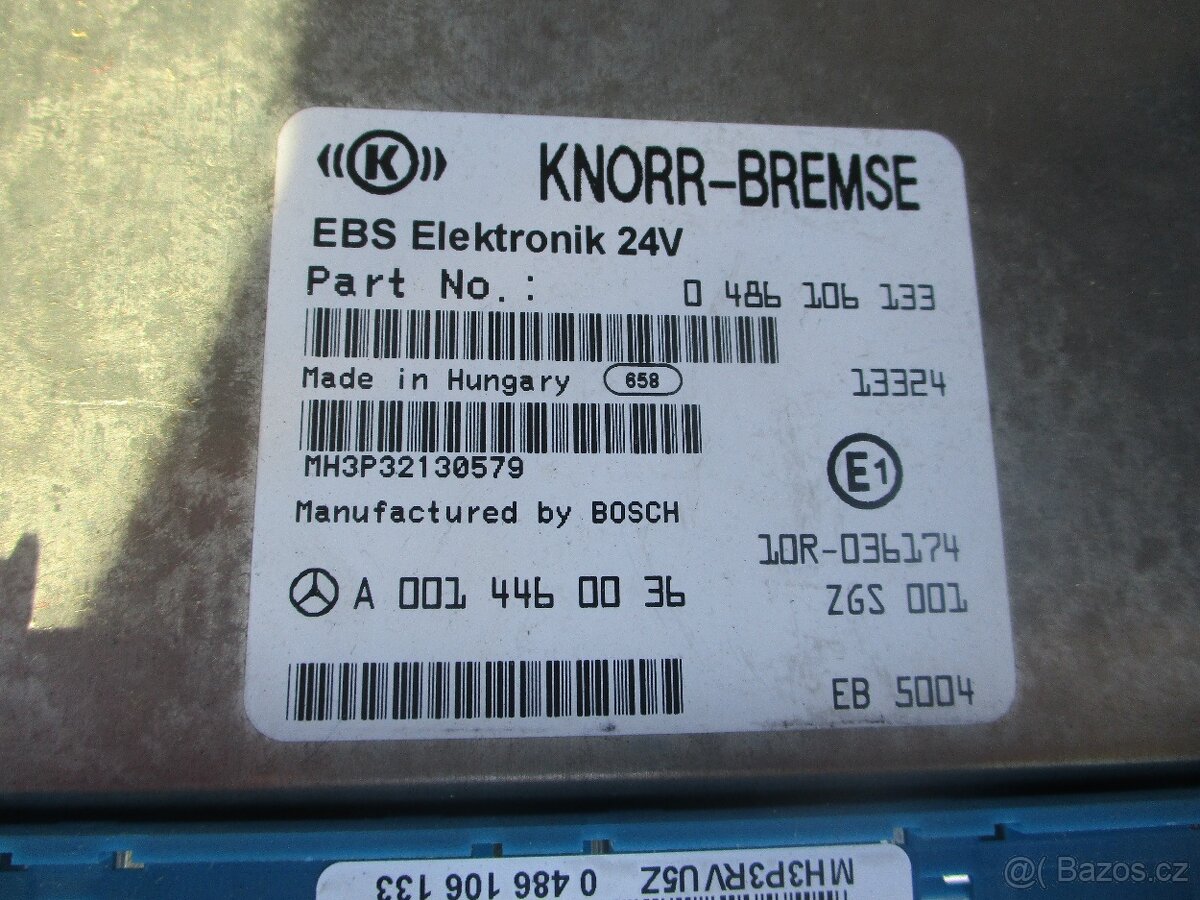 K KNORR-BREMSE
EBS Elektronik 24V
Part No.: 0 486 106 133
Made in Hungary 658 13324
MH3P32130579
E1
Manufactured by BOSCH
10R-036174
A 001 446 00 36 ZGS 001
EB 5004
MH3P3RVU5Z 0 486 106 133
@( Bazos.cz